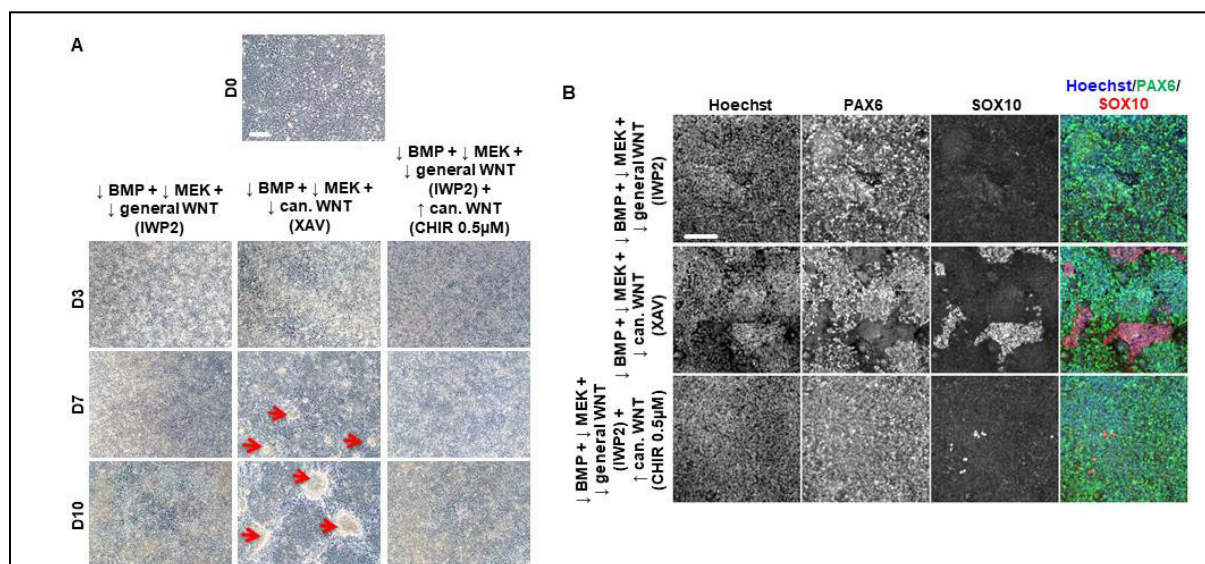 A
D0
↓ BMP + ↓ MEK +
↓ general WNT
(IWP2)
↓ BMP + ↓ MEK +
↓ can. WNT
(XAV)
↓ BMP + ↓ MEK +
↓ general WNT
(IWP2) +
↑ can. WNT
(CHIR 0.5µM)
D3
D7
D10
B
Hoechst
PAX6
SOX10
Hoechst/PAX6/
SOX10
↓ BMP + ↓ MEK +
↓ general WNT
(IWP2)
↓ BMP + ↓ MEK +
↓ can. WNT
(XAV)
↓ BMP + ↓ MEK +
↓ general WNT
(IWP2) +
↑ can. WNT
(CHIR 0.5µM)